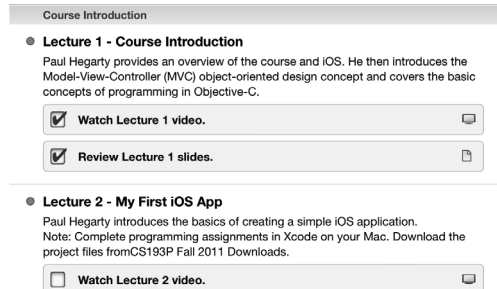 Course Introduction
Lecture 1 - Course Introduction
Paul Hegarty provides an overview of the course and iOS. He then introduces the
Model-View-Controller (MVC) object-oriented design concept and covers the basic
concepts of programming in Objective-C.
Watch Lecture 1 video.
Review Lecture 1 slides.
Lecture 2 - My First iOS App
Paul Hegarty introduces the basics of creating a simple iOS application.
Note: Complete programming assignments in Xcode on your Mac. Download the
project files fromCS193P Fall 2011 Downloads.
Watch Lecture 2 video.